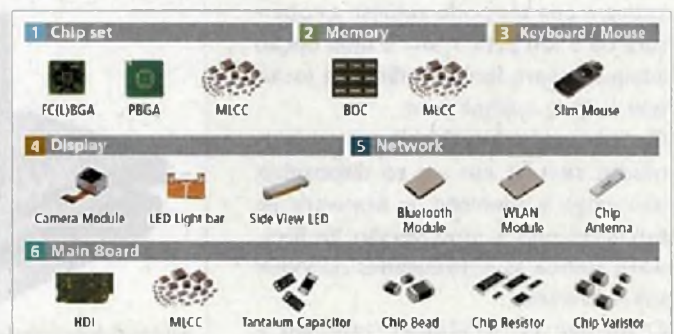 1 Chip set 2 Memory 3 Keyboard / Mouse
FC(L)BGA PBGA MLCC BOC MLCC Slim Mouse
4 Display 5 Network
Camera Module LED Light bar Side View LED Bluetooth Module WLAN Module Chip Antenna
6 Main Board
HDI MLCC Tantalum Capacitor Chip Bead Chip Resistor Chip Varistor